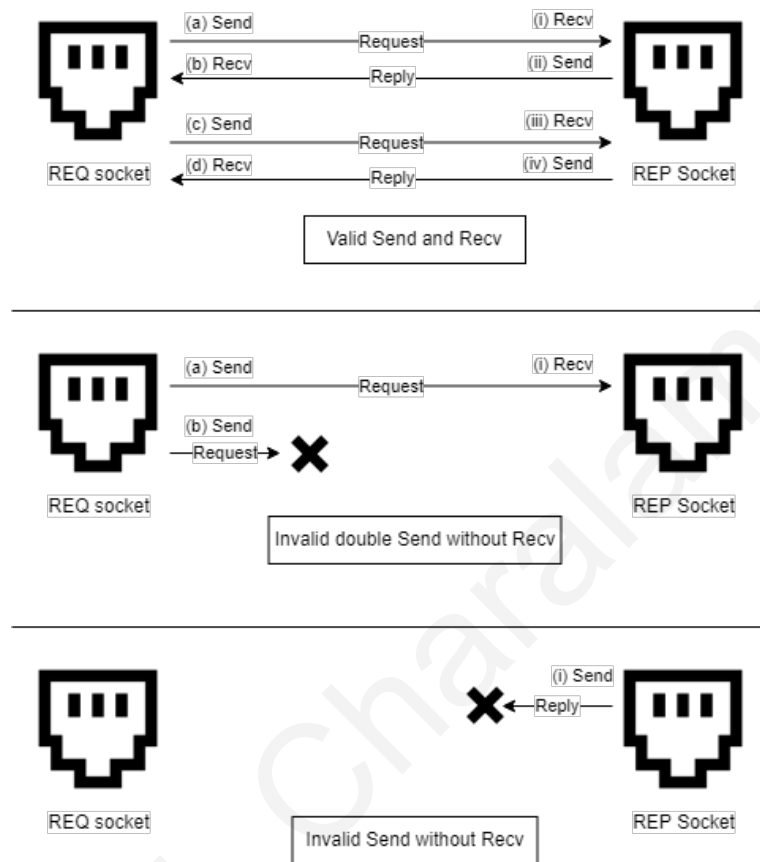 (a) Send (i) Recv
Request
(b) Recv (ii) Send
Reply
(c) Send (iii) Recv
Request
(d) Recv (iv) Send
Reply
REQ socket REP Socket
Valid Send and Recv
(a) Send (i) Recv
Request
(b) Send
Request
REQ socket REP Socket
Invalid double Send without Recv
(i) Send
Reply
REQ socket REP Socket
Invalid Send without Recv